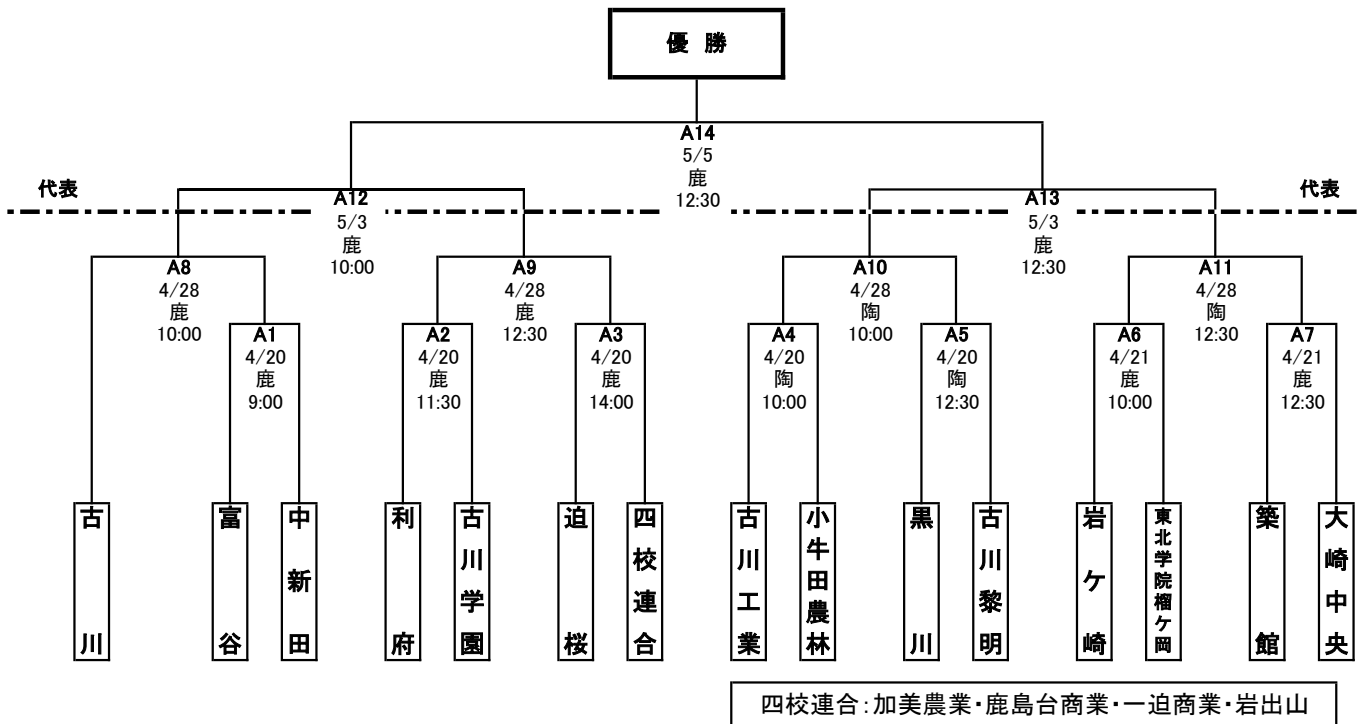 優 勝
A14
5/5
鹿
12:30
代表
代表
A12
5/3
鹿
10:00
A13
5/3
鹿
12:30
A8
4/28
鹿
10:00
A9
4/28
鹿
12:30
A10
4/28
陶
10:00
A11
4/28
陶
12:30
A1
4/20
鹿
9:00
A2
4/20
鹿
11:30
A3
4/20
鹿
14:00
A4
4/20
陶
10:00
A5
4/20
陶
12:30
A6
4/21
鹿
10:00
A7
4/21
鹿
12:30
古川
富谷
中新田
利府
古川学園
迫桜
四校連合
古川工業
小牛田農林
黒川
古川黎明
岩ケ崎
東北学院榴ケ岡
築館
大崎中央
四校連合:加美農業・鹿島台商業・一迫商業・岩出山